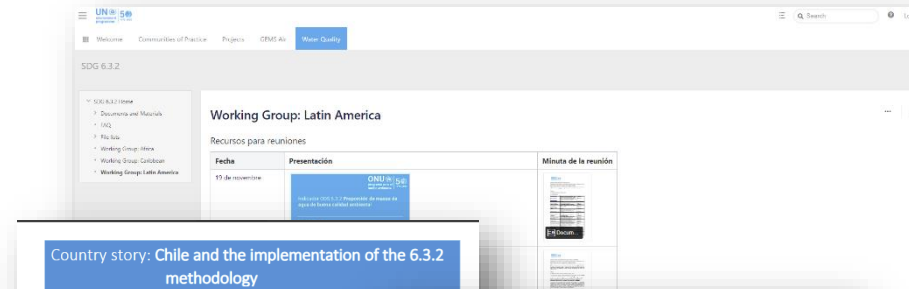 UN
environment
programme
50
Search
Welcome Communities of Practice Projects GEMS Air Water Quality
SDG 6.3.2
SDG 6.3.2 Home
Documents and Materials
FAQ
File lists
Working Group: Africa
Working Group: Caribbean
Working Group: Latin America
Working Group: Latin America
Recursos para reuniones
Fecha Presentación Minuta de la reunión
19 de noviembre
ONU
50
Indicador ODS 6.3.2 Proporción de masas de
agua de buena calidad ambiental
Docum...
Country story: Chile and the implementation of the 6.3.2
methodology